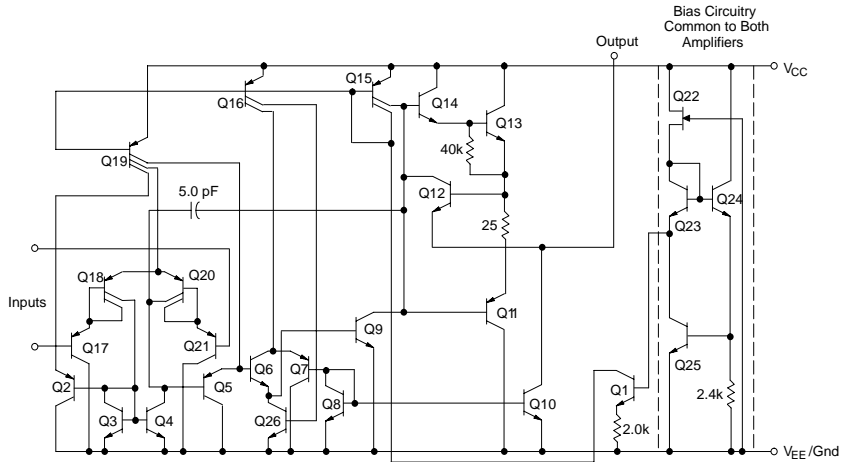 Bias Circuitry
Common to Both
Amplifiers
Output
VCC
Q15
Q22
Q16
Q14
Q13
Q19
40k
Q12
5.0 pF
Q24
Q23
25
Q18
Q20
Inputs
Q11
Q9
Q17
Q21
Q25
Q2
Q5
Q6
Q7
Q1
2.4k
Q3
Q4
Q26
Q8
Q10
2.0k
VEE/Gnd